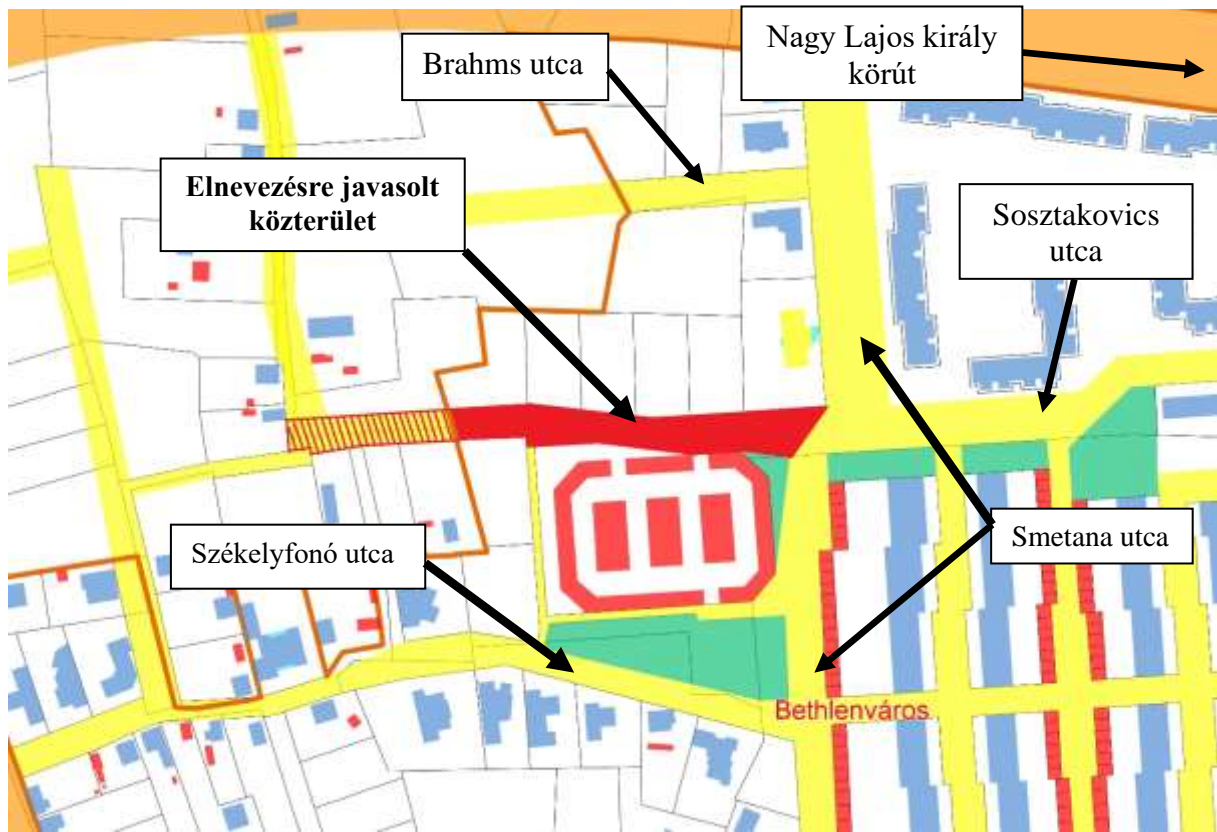 Nagy Lajos király
körút
Brahms utca
Elnevezésre javasolt
közterület
Sosztakovics
utca
Székelyfonó utca
Smetana utca
Bethlenváros